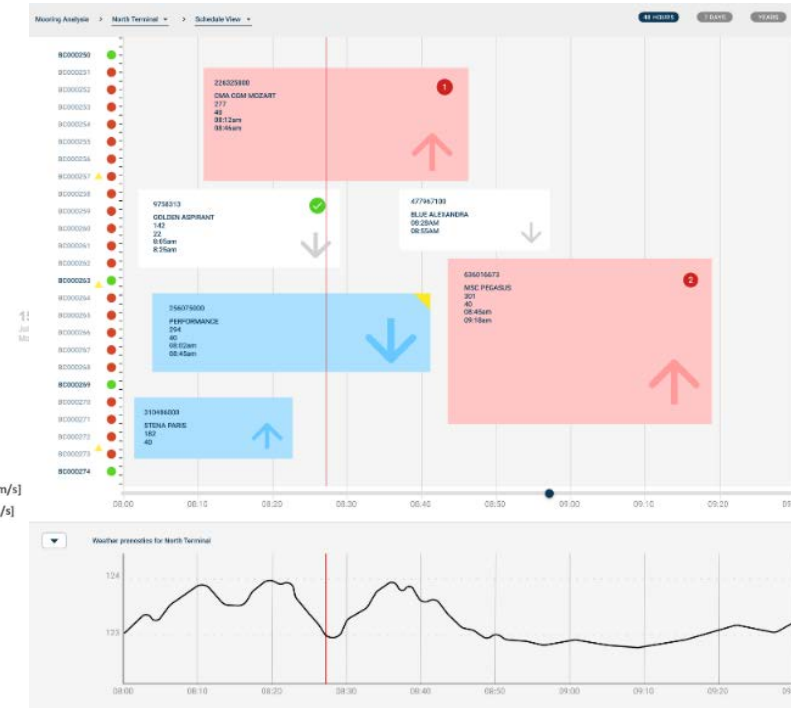 Mooring Analysis > North Terminal > Schedule View
48 HOURS 7 DAYS YEARS
BC000250
BC000251
BC000252
BC000253
BC000254
BC000255
BC000256
BC000257
BC000258
BC000259
BC000260
BC000261
BC000262
BC000263
BC000264
BC000265
BC000266
BC000267
BC000268
BC000269
BC000270
BC000271
BC000272
BC000273
BC000274
226325000
CMA CGM MOZART
277
40
08:12am
08:46am
1
9758313
GOLDEN ASPIRANT
142
22
8:05am
8:25am
477967100
BLUE ALEXANDRA
08:28AM
08:55AM
636016673
MSC PEGASUS
301
40
08:45am
09:10am
2
256075000
PERFORMANCE
294
40
08:02am
08:45am
310486000
STENA PARIS
182
40
m/s]
/s]
08:00 08:10 08:20 08:30 08:40 08:50 09:00 09:10 09:20
Weather prenostics for North Terminal
124
123
08:00 08:10 08:20 08:30 08:40 08:50 09:00 09:10 09:20